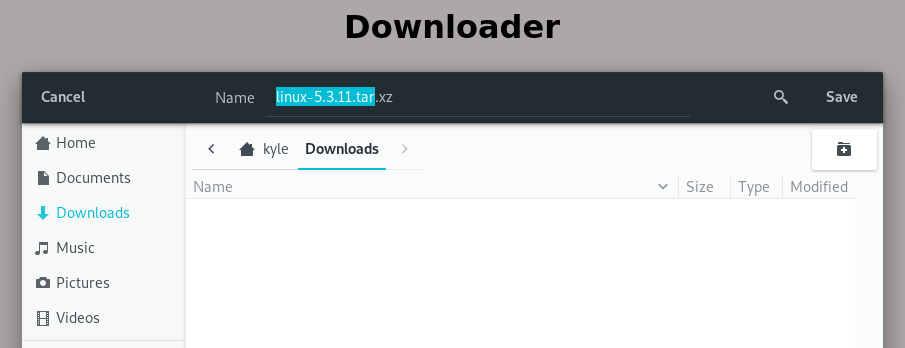 Downloader
Cancel Name linux-5.3.11.tar.xz Save
Home
Documents
Downloads
Music
Pictures
Videos
kyle Downloads
Name Size Type Modified